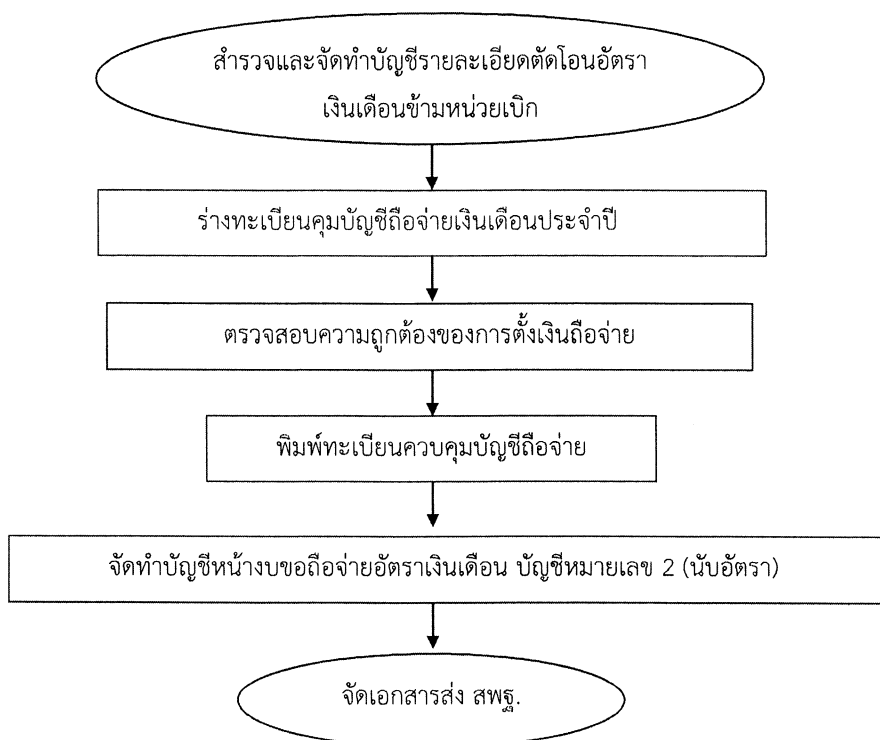 สำรวจและจัดทำบัญชีรายละเอียดตัดโอนอัตรา
เงินเดือนข้ามหน่วยเบิก
ร่างทะเบียนคุมบัญชีถือจ่ายเงินเดือนประจำปี
ตรวจสอบความถูกต้องของการตั้งเงินถือจ่าย
พิมพ์ทะเบียนควบคุมบัญชีถือจ่าย
จัดทำบัญชีหน้างบขอถือจ่ายอัตราเงินเดือน บัญชีหมายเลข 2 (นับอัตรา)
จัดเอกสารส่ง สพฐ.